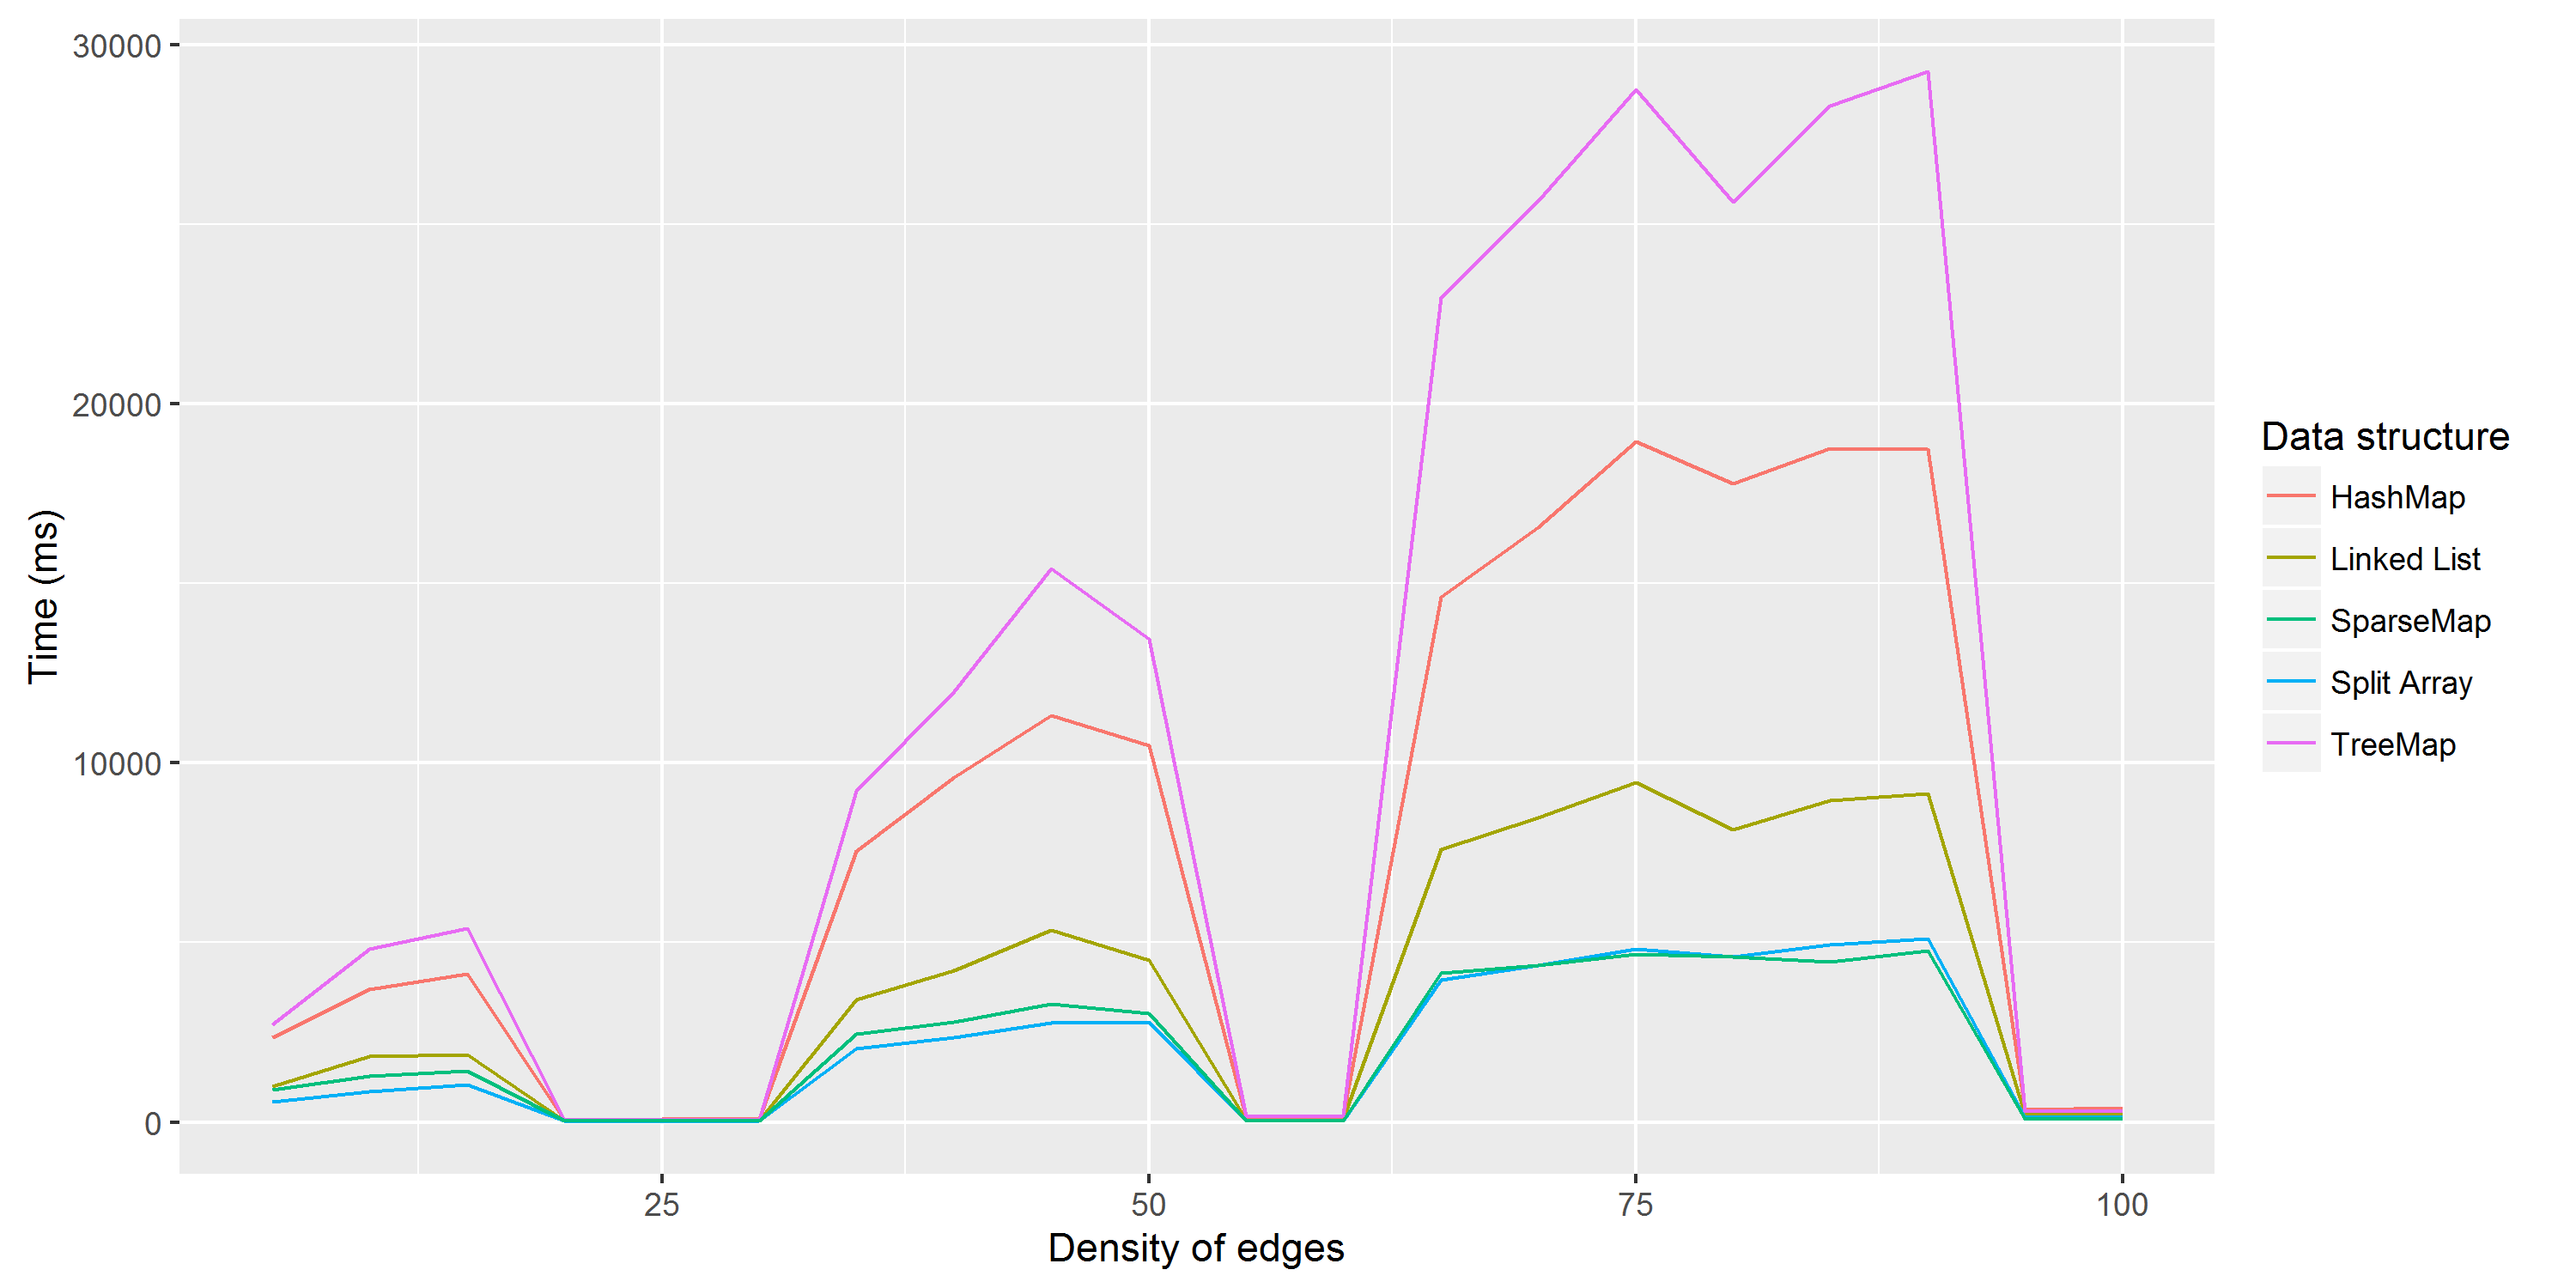 30000
20000
10000
0
Time (ms)
25
50
75
100
Density of edges
Data structure
HashMap
Linked List
SparseMap
Split Array
TreeMap